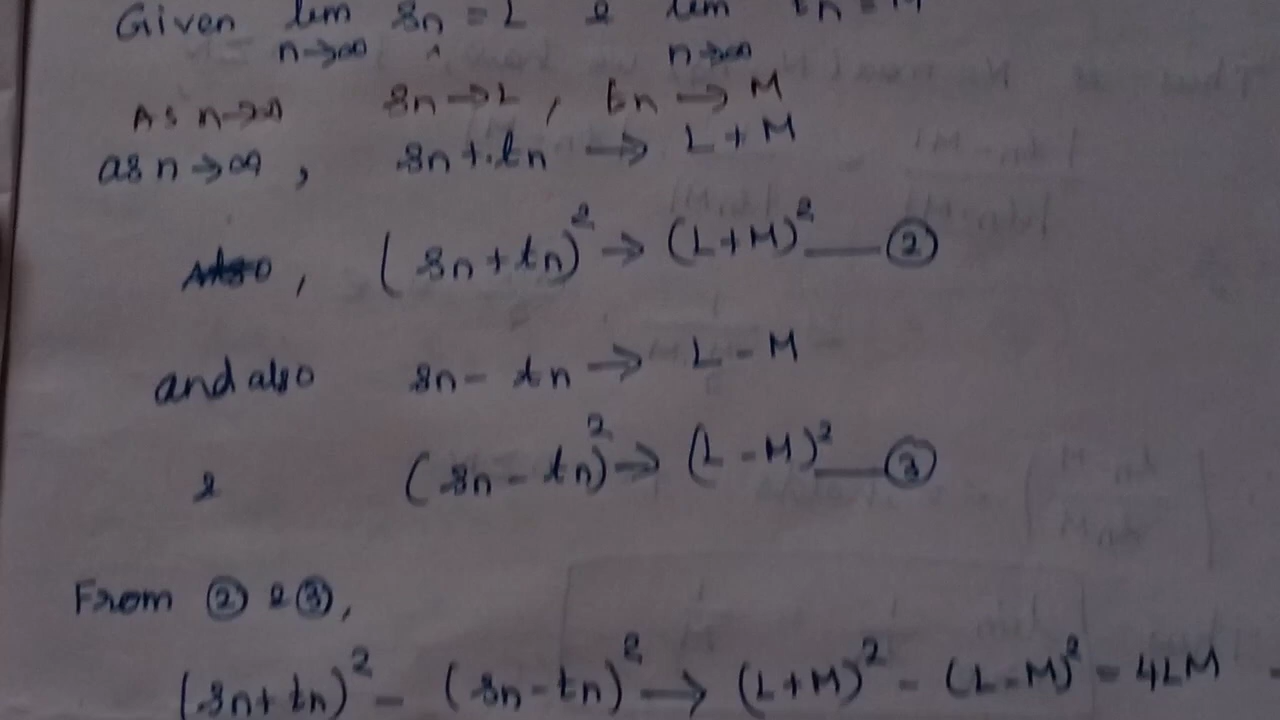 Given lim sn = L & lim tn = M
n→∞ n→∞
As n→∞ sn → L , tn → M
as n→∞ , sn + tn → L + M
, (sn + tn)² → (L+M)² — ②
and also sn - tn → L - M
& (sn - tn)² → (L - M)² — ③
From ② & ③,
(sn + tn)² - (sn - tn)² → (L+M)² - (L-M)² = 4LM